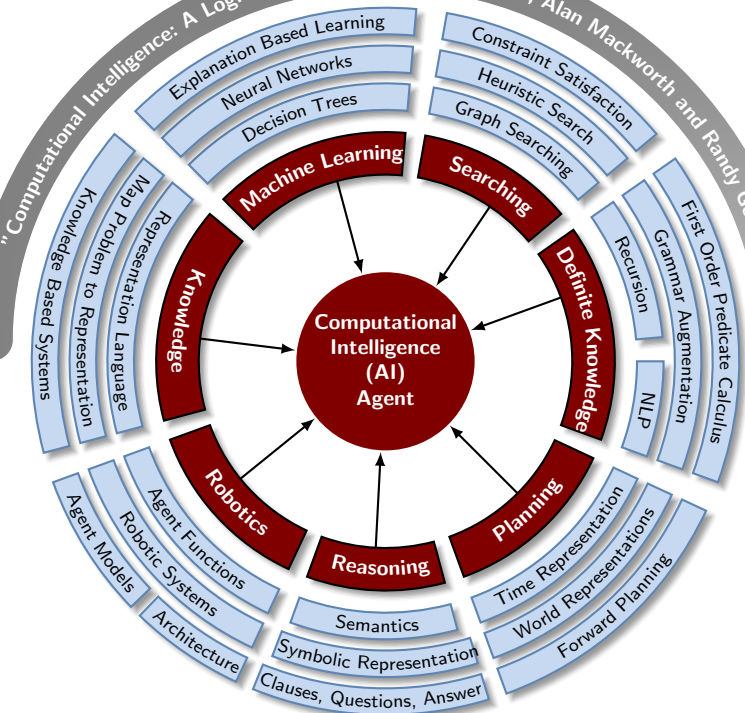 "Computational Intelligence: A Log
Alan Mackworth and Randy G
Explanation Based Learning
Neural Networks
Decision Trees
Machine Learning
Constraint Satisfaction
Heuristic Search
Graph Searching
Searching
First Order Predicate Calculus
Grammar Augmentation
Recursion
NLP
Definite Knowledge
Time Representation
World Representations
Forward Planning
Planning
Reasoning
Semantics
Symbolic Representation
Clauses, Questions, Answer
Robotics
Agent Functions
Robotic Systems
Agent Models
Architecture
Knowledge
Representation Language
Map Problem to Representation
Knowledge Based Systems
Computational
Intelligence
(AI)
Agent